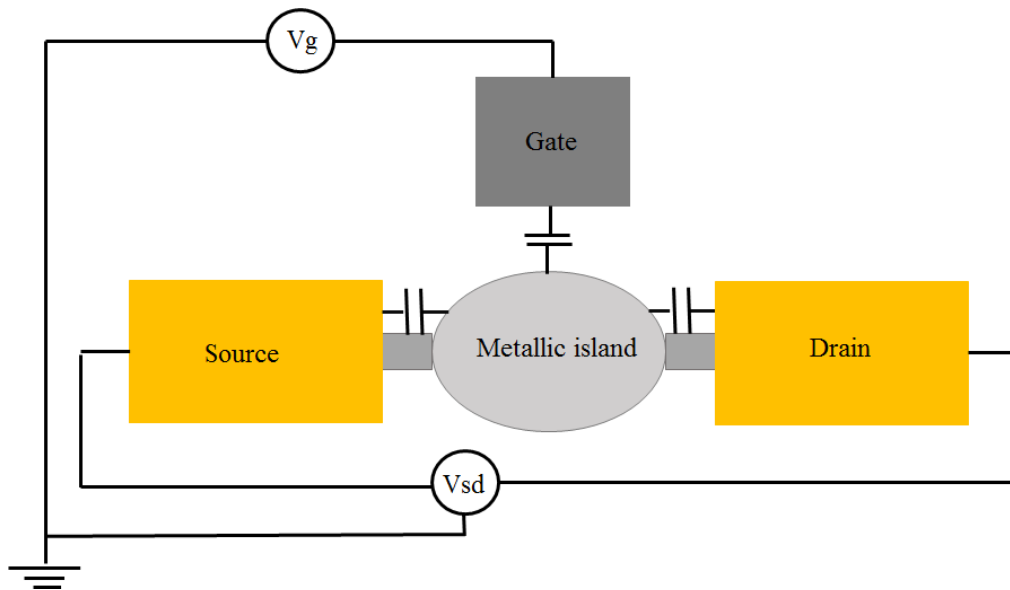 Vg
Gate
Source
Metallic island
Drain
Vsd